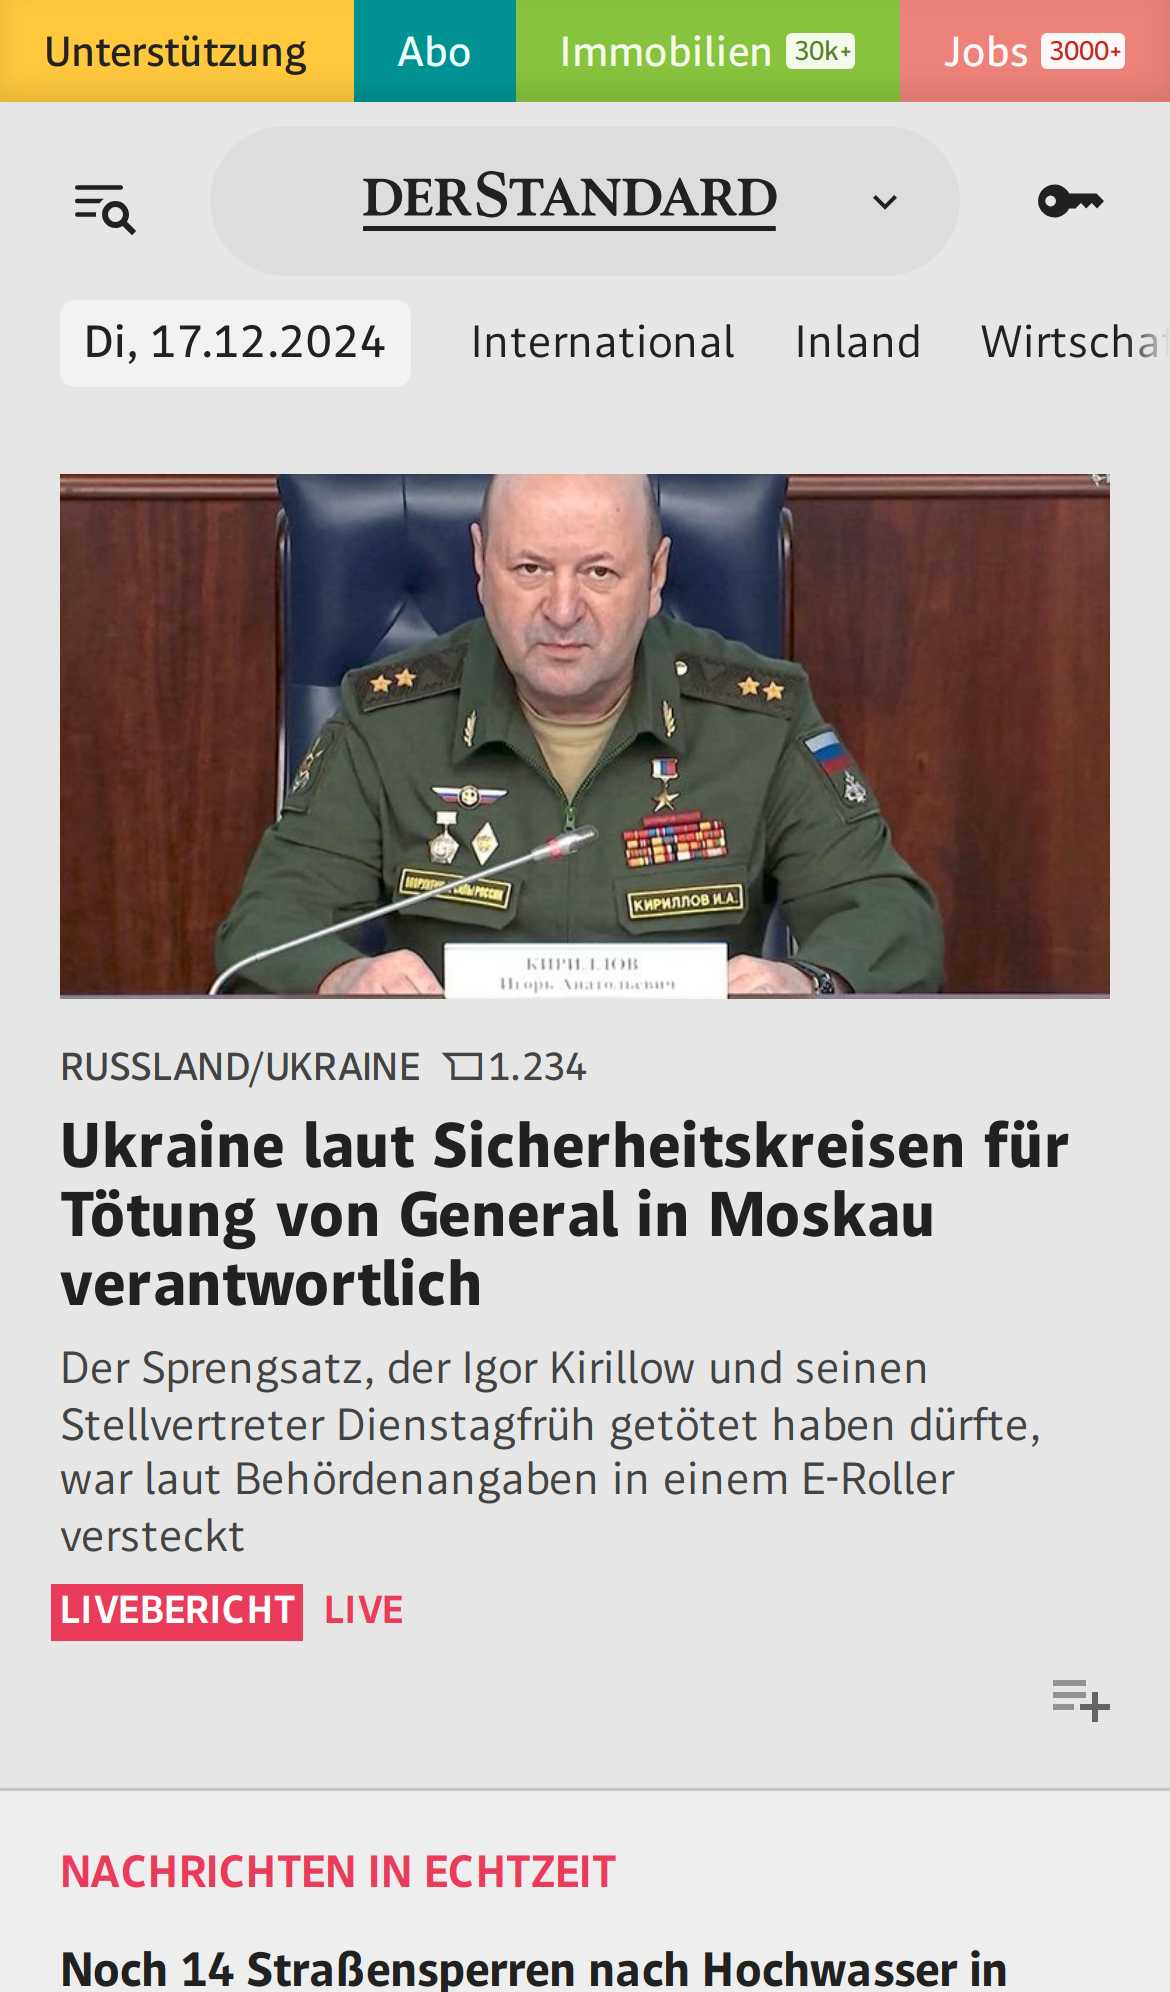 Unterstützung Abo Immobilien 30k+ Jobs 3000+
DERSTANDARD
Di, 17.12.2024 International Inland Wirtscha
КИРИЛЛОВ И.А.
КИРИЛЛОВ
Игорь Анатольевич
RUSSLAND/UKRAINE 1.234
Ukraine laut Sicherheitskreisen für
Tötung von General in Moskau
verantwortlich
Der Sprengsatz, der Igor Kirillow und seinen
Stellvertreter Dienstagfrüh getötet haben dürfte,
war laut Behördenangaben in einem E-Roller
versteckt
LIVEBERICHT LIVE
NACHRICHTEN IN ECHTZEIT
Noch 14 Straßensperren nach Hochwasser in